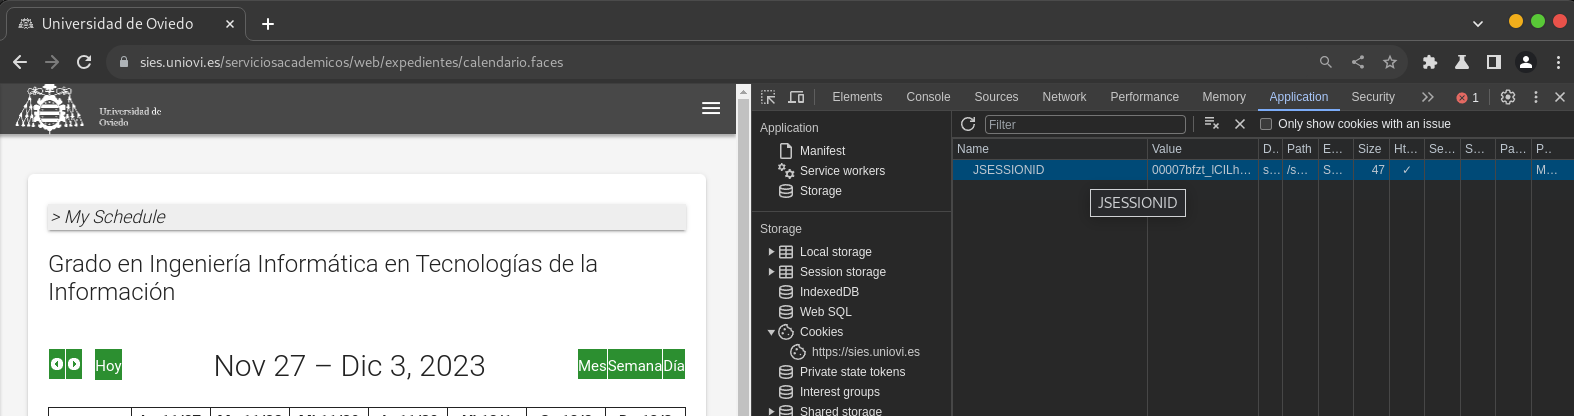 Universidad de Oviedo
sies.uniovi.es/serviciosacademicos/web/expedientes/calendario.faces
Universidad de
Oviedo
> My Schedule
Grado en Ingeniería Informática en Tecnologías de la
Información
Hoy
Nov 27 – Dic 3, 2023
Mes Semana Día
Elements Console Sources Network Performance Memory Application Security 1
Application
Manifest
Service workers
Storage
Storage
Local storage
Session storage
IndexedDB
Web SQL
Cookies
https://sies.uniovi.es
Private state tokens
Interest groups
Shared storage
Filter
Only show cookies with an issue
Name Value D.. Path E... Size Ht... Se... S... Pa... P..
JSESSIONID 00007bfzt_lCILh... s... /s... S... 47 ✓ M...
JSESSIONID